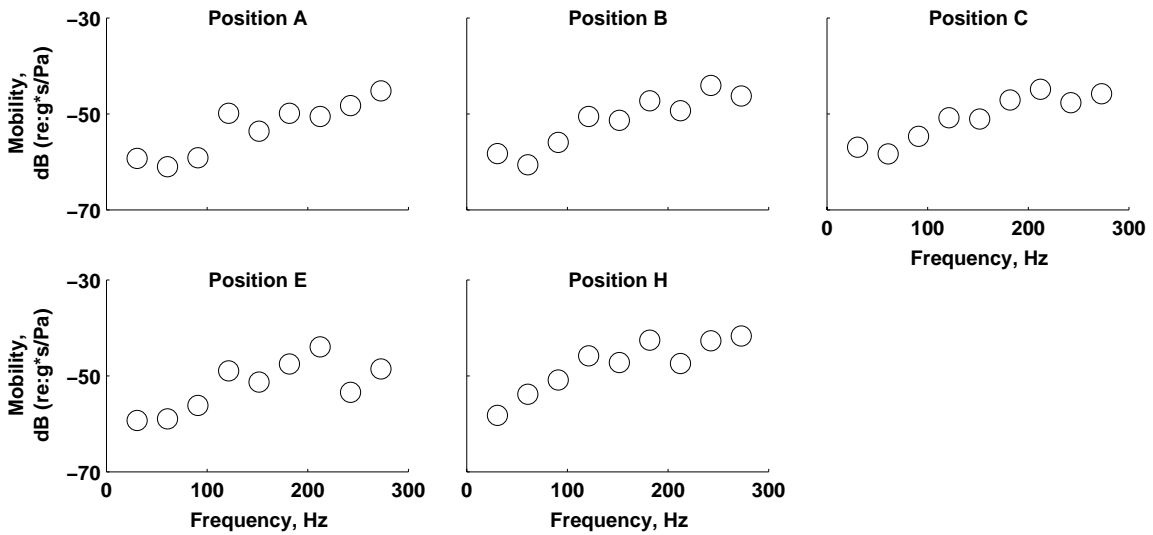 Position A
Position B
Position C
−30
−50
−70
Mobility,
dB (re:g*s/Pa)
0 100 200 300
Frequency, Hz
Position E
Position H
−30
−50
−70
Mobility,
dB (re:g*s/Pa)
0 100 200 300
Frequency, Hz
0 100 200 300
Frequency, Hz